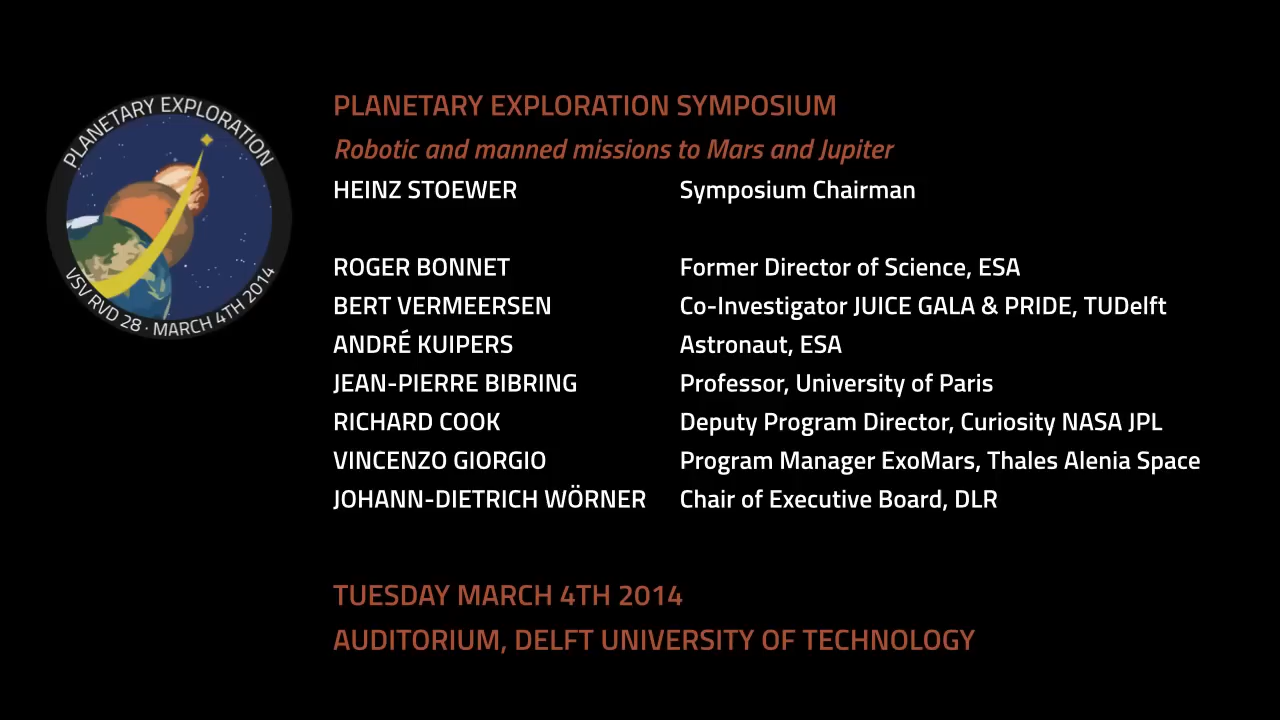 PLANETARY EXPLORATION
VSV RVD 28 · MARCH 4TH 2014
PLANETARY EXPLORATION SYMPOSIUM
Robotic and manned missions to Mars and Jupiter
HEINZ STOEWER Symposium Chairman
ROGER BONNET Former Director of Science, ESA
BERT VERMEERSEN Co-Investigator JUICE GALA & PRIDE, TUDelft
ANDRÉ KUIPERS Astronaut, ESA
JEAN-PIERRE BIBRING Professor, University of Paris
RICHARD COOK Deputy Program Director, Curiosity NASA JPL
VINCENZO GIORGIO Program Manager ExoMars, Thales Alenia Space
JOHANN-DIETRICH WÖRNER Chair of Executive Board, DLR
TUESDAY MARCH 4TH 2014
AUDITORIUM, DELFT UNIVERSITY OF TECHNOLOGY